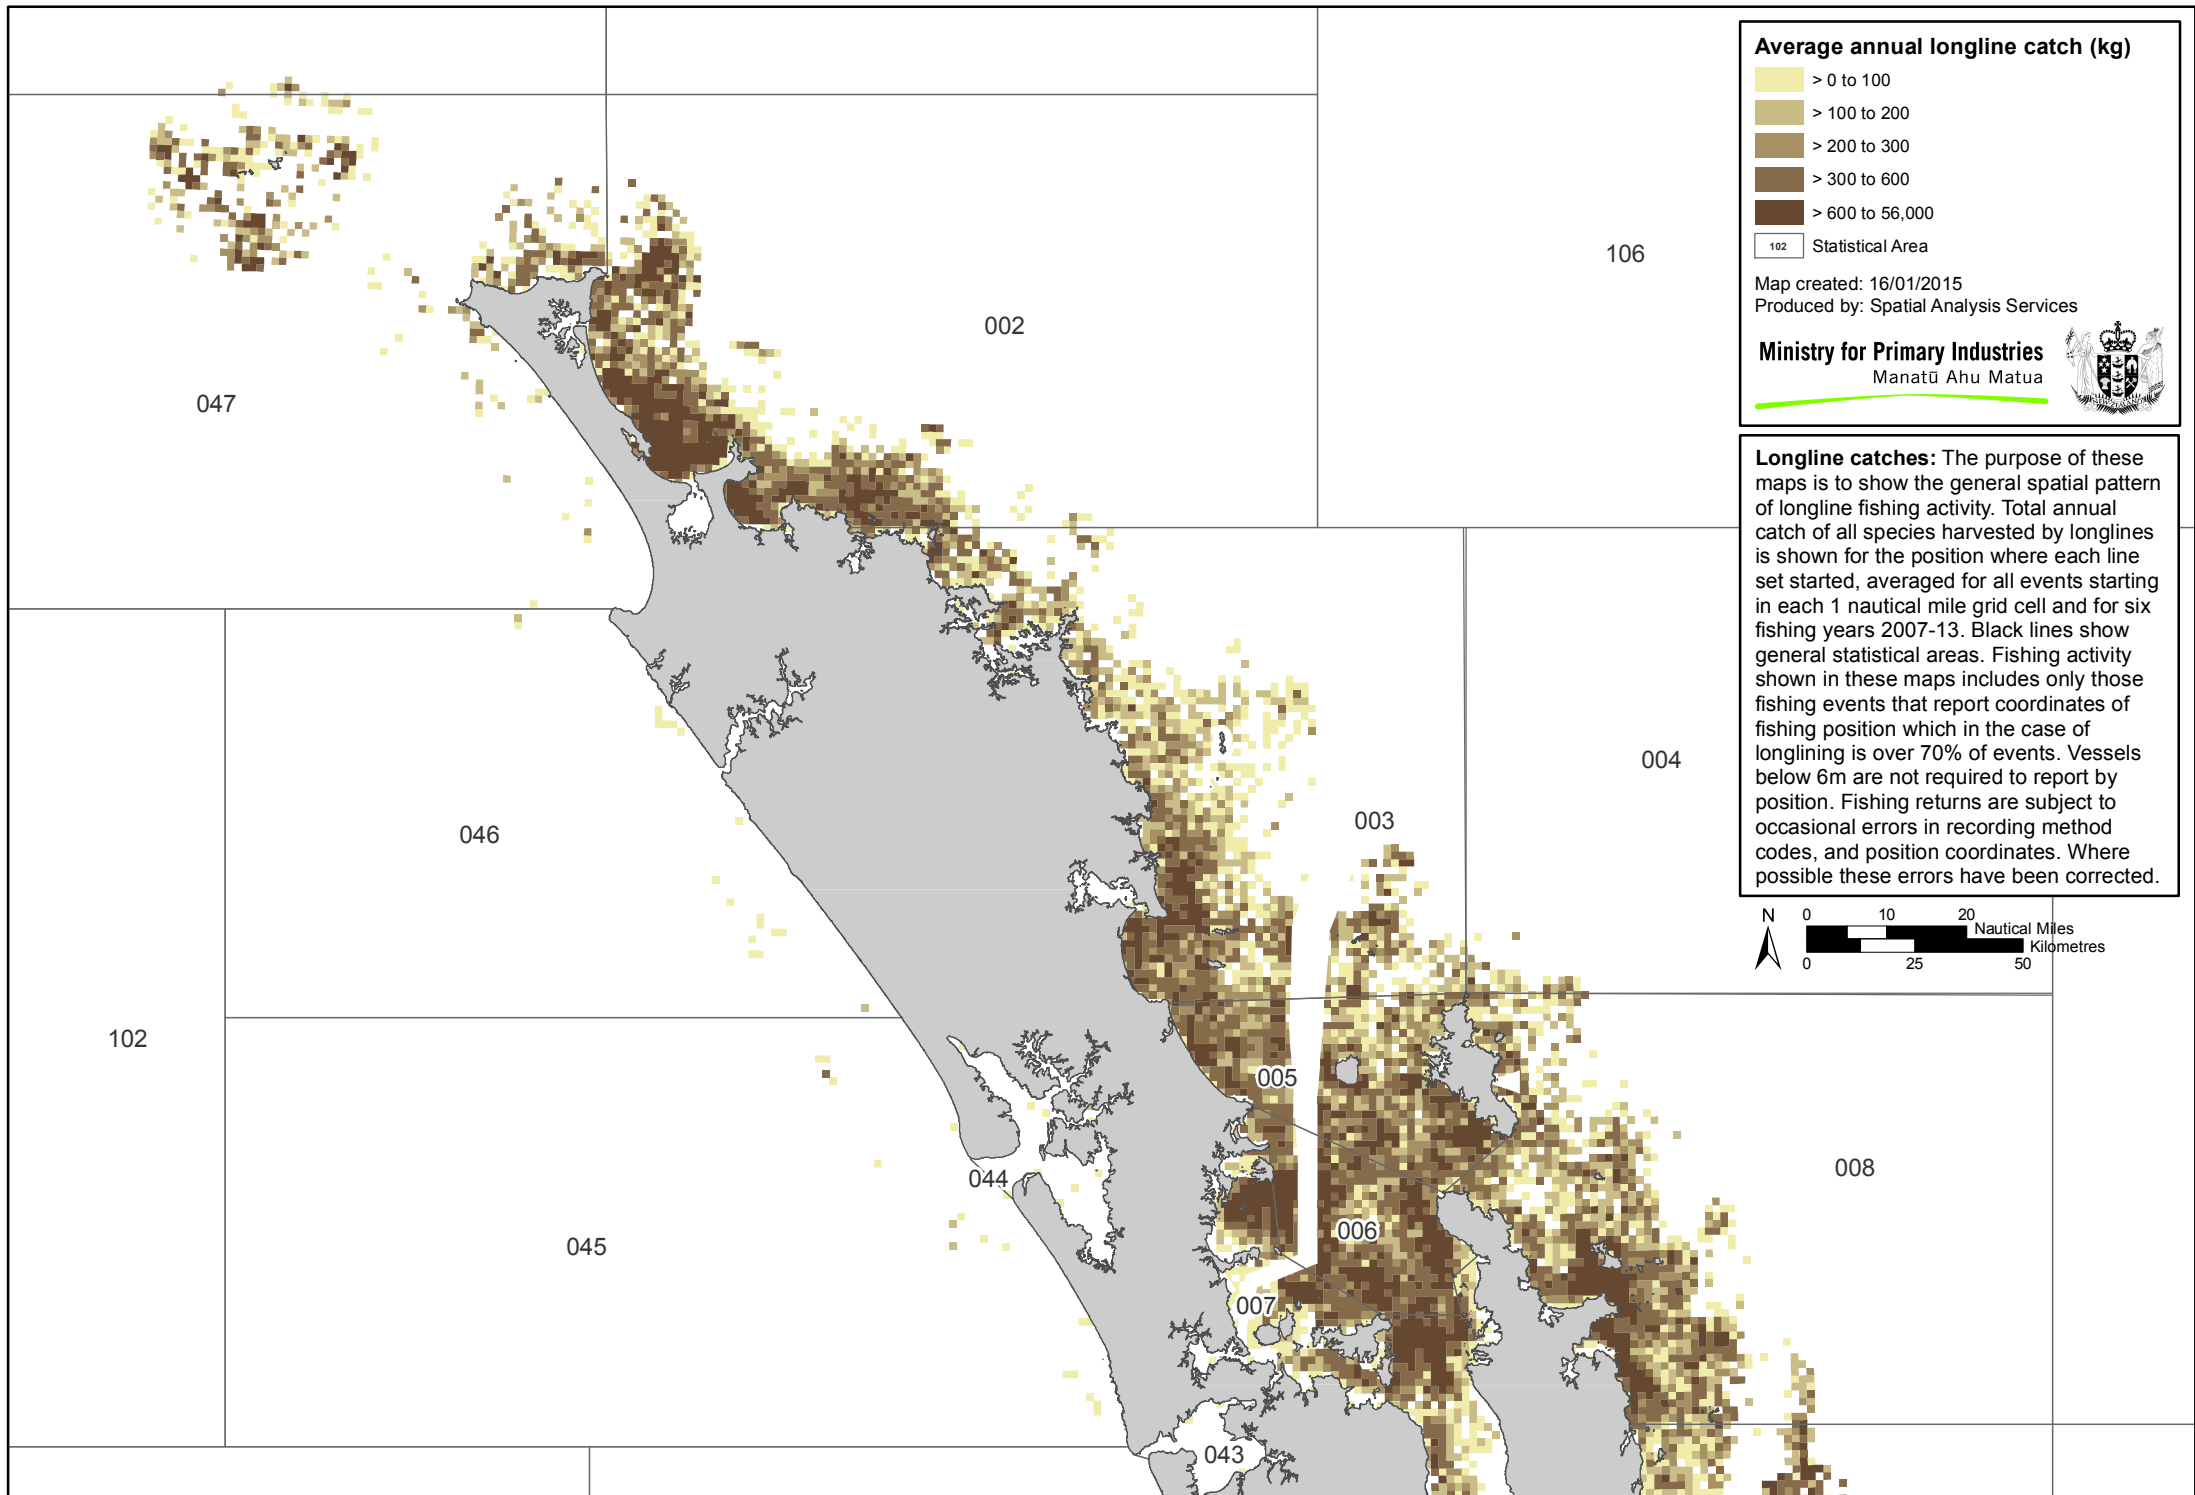 Average annual longline catch (kg)
> 0 to 100
> 100 to 200
> 200 to 300
> 300 to 600
> 600 to 56,000
102 Statistical Area
Map created: 16/01/2015
Produced by: Spatial Analysis Services
Ministry for Primary Industries
Manatū Ahu Matua
NEW ZEALAND
Longline catches: The purpose of these
maps is to show the general spatial pattern
of longline fishing activity. Total annual
catch of all species harvested by longlines
is shown for the position where each line
set started, averaged for all events starting
in each 1 nautical mile grid cell and for six
fishing years 2007-13. Black lines show
general statistical areas. Fishing activity
shown in these maps includes only those
fishing events that report coordinates of
fishing position which in the case of
longlining is over 70% of events. Vessels
below 6m are not required to report by
position. Fishing returns are subject to
occasional errors in recording method
codes, and position coordinates. Where
possible these errors have been corrected.
N
0 10 20
Nautical Miles
Kilometres
0 25 50
106
002
047
004
003
046
102
005
008
044
006
045
007
043